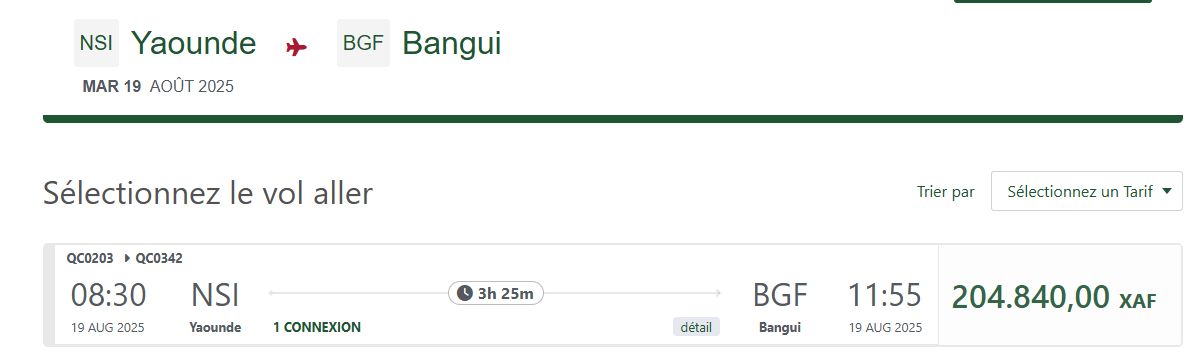 NSI Yaounde BGF Bangui
MAR 19 AOÛT 2025
Sélectionnez le vol aller
Trier par Sélectionnez un Tarif
QC0203 QC0342
08:30 NSI 3h 25m BGF 11:55 204.840,00 XAF
19 AUG 2025 Yaounde 1 CONNEXION détail Bangui 19 AUG 2025